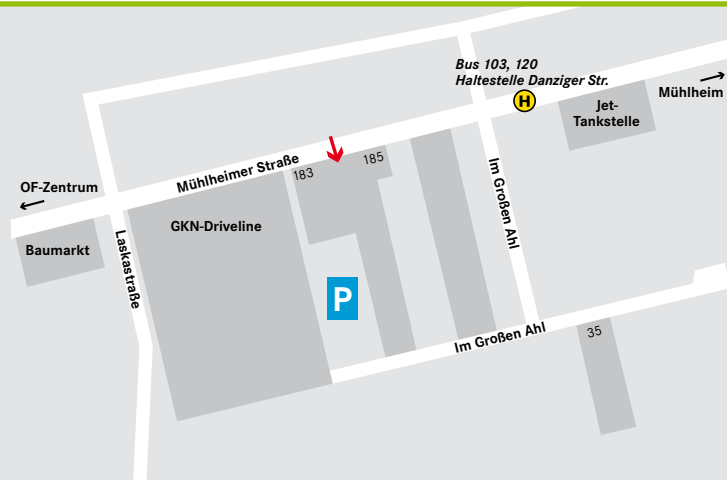 Bus 103, 120
Haltestelle Danziger Str.
H
Mühlheim
Jet-
Tankstelle
Mühlheimer Straße
183
185
OF-Zentrum
Baumarkt
GKN-Driveline
Laskastraße
Im Großen Ahl
P
Im Großen Ahl
35